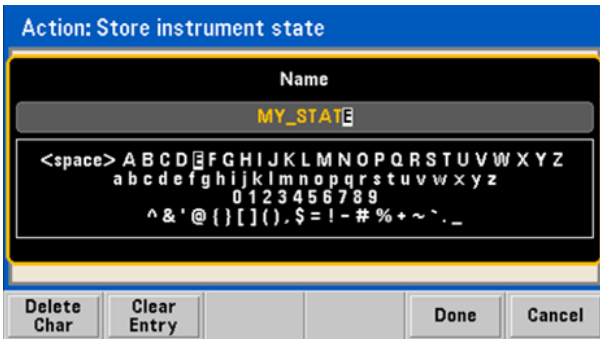 Action: Store instrument state
Name
MY_STATE
<space> A B C D E F G H I J K L M N O P Q R S T U V W X Y Z
a b c d e f g h i j k l m n o p q r s t u v w x y z
0 1 2 3 4 5 6 7 8 9
^ & ' @ { } [ ] ( ) , $ = ! - # % + ~ ` . _
Delete Char
Clear Entry
Done
Cancel